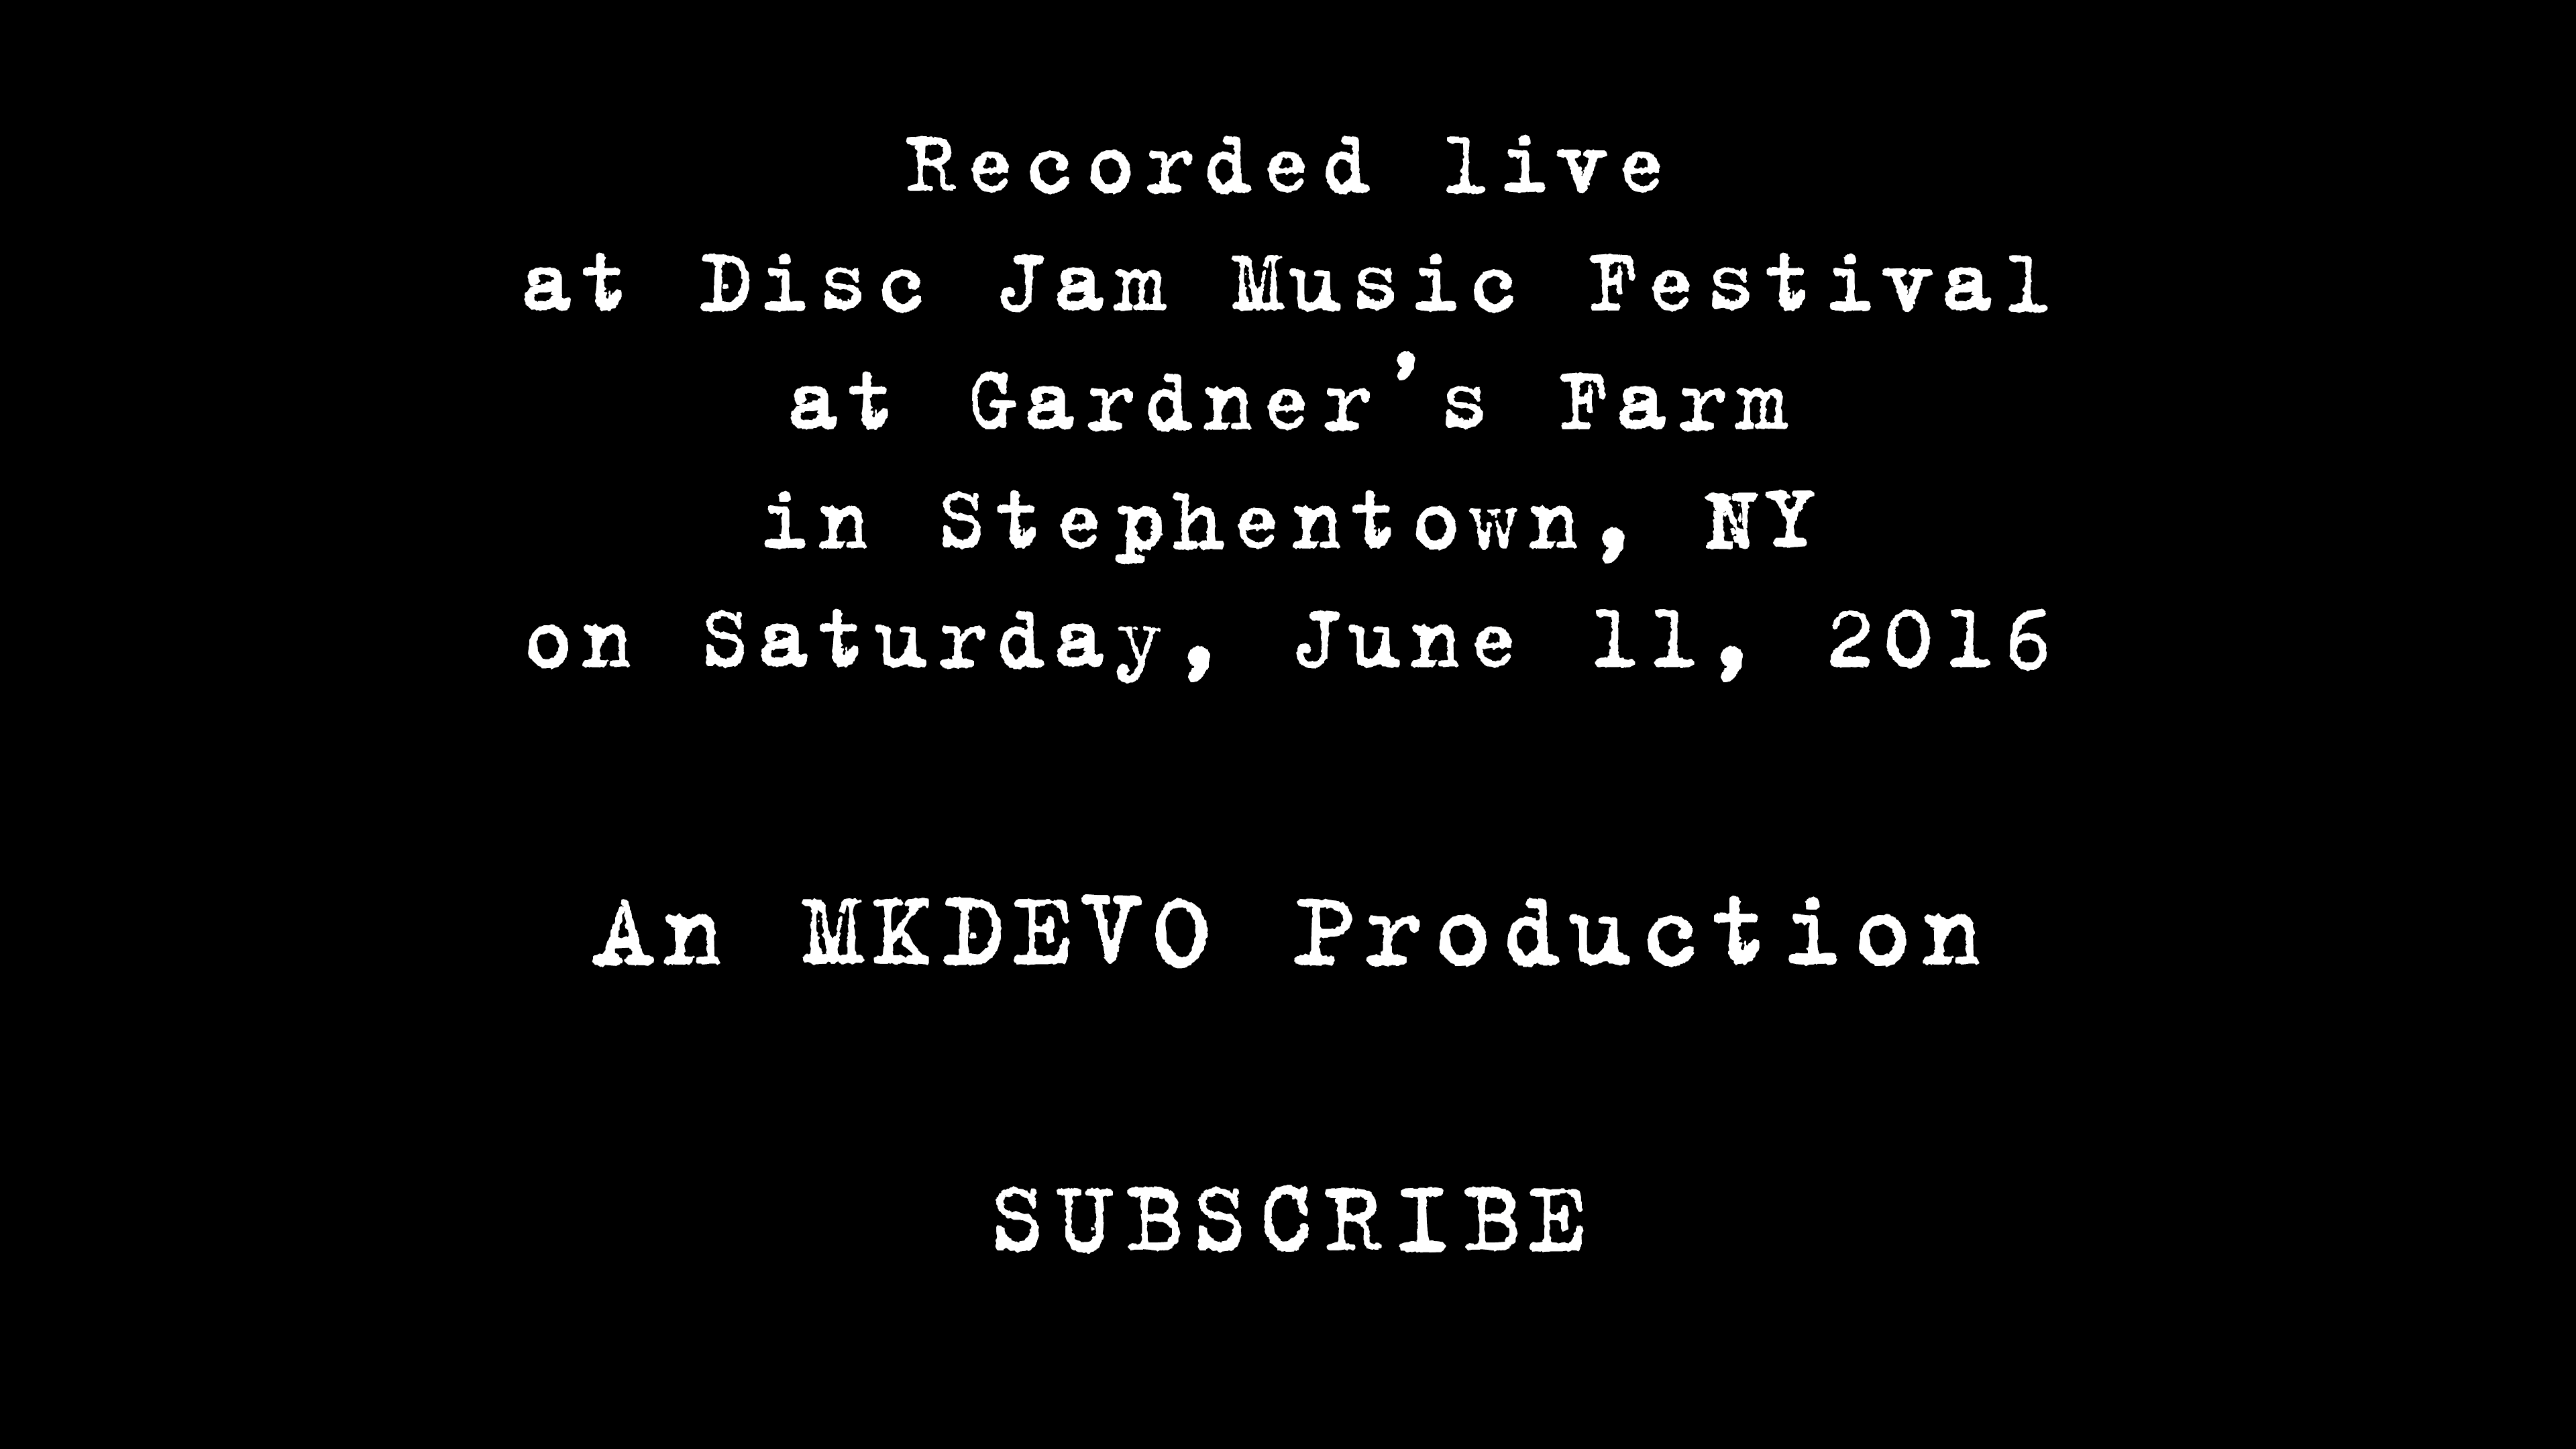 Recorded live
at Disc Jam Music Festival
at Gardner's Farm
in Stephentown, NY
on Saturday, June 11, 2016
An MKDEVO Production
SUBSCRIBE